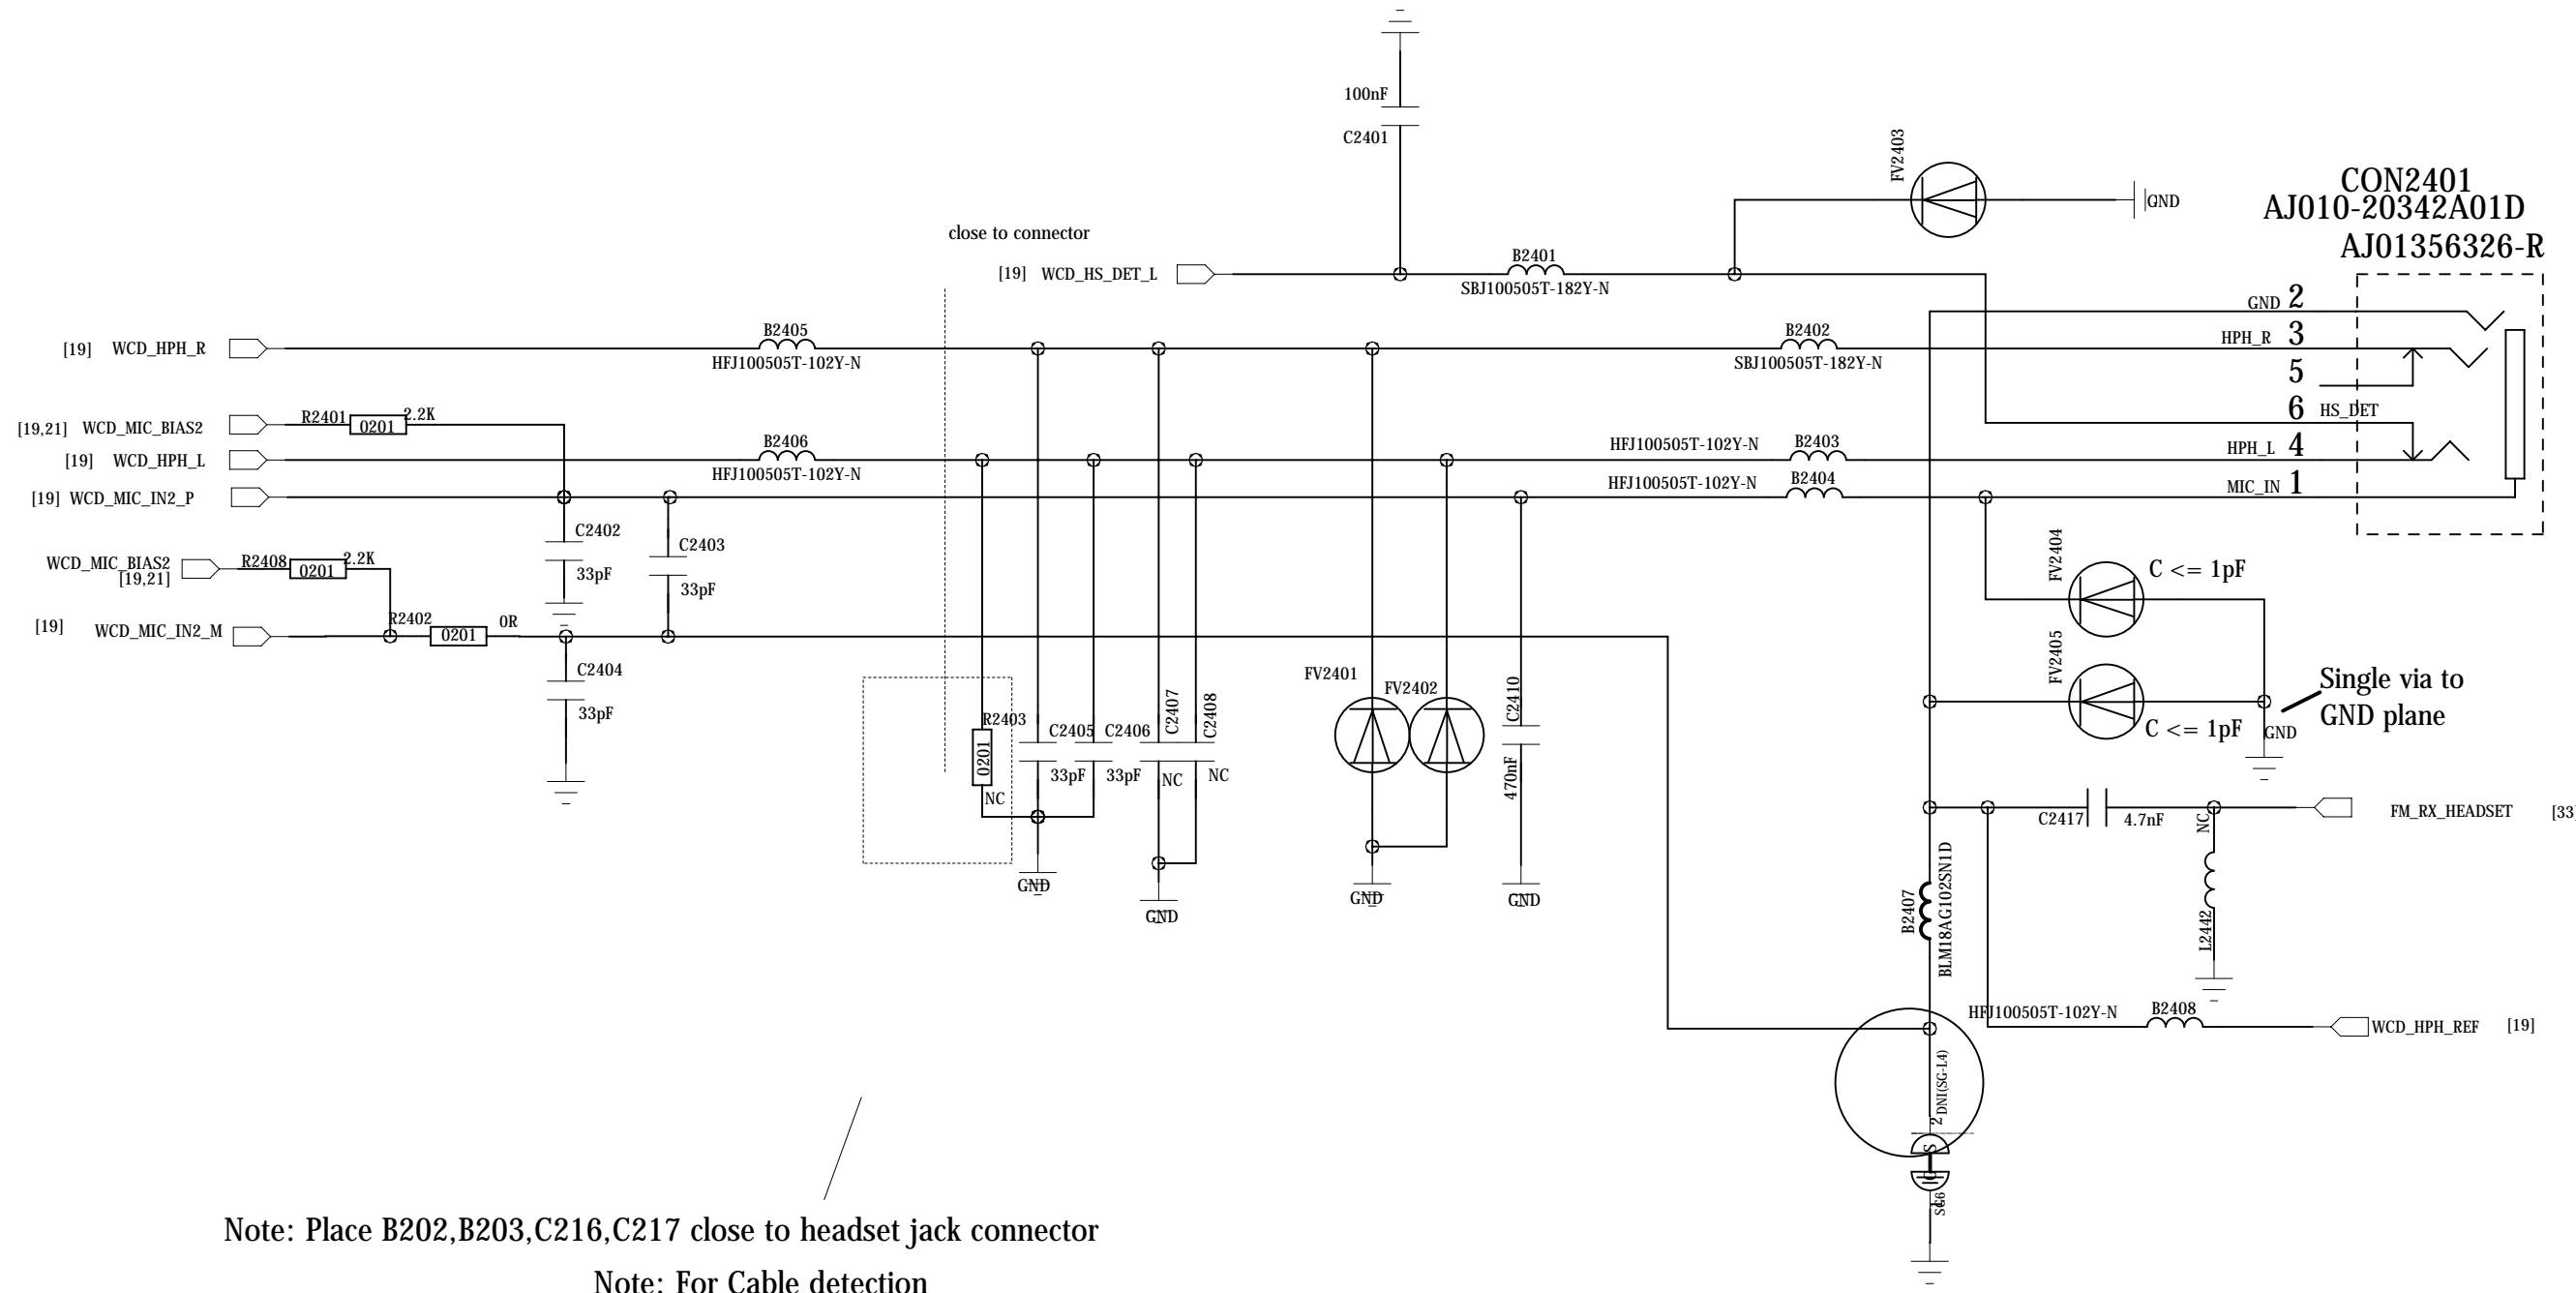 100nF
C2401
FV2403
GND
CON2401
AJ010-20342A01D
AJ01356326-R
close to connector
[19] WCD_HS_DET_L
B2401
SBJ100505T-182Y-N
GND 2
[19] WCD_HPH_R
B2405
HFJ100505T-102Y-N
B2402
SBJ100505T-182Y-N
HPH_R 3
5
6 HS_DET
[19,21] WCD_MIC_BIAS2
R2401
0201
2.2K
[19] WCD_HPH_L
B2406
HFJ100505T-102Y-N
HFJ100505T-102Y-N B2403
HPH_L 4
[19] WCD_MIC_IN2_P
HFJ100505T-102Y-N B2404
MIC_IN 1
C2402
33pF
C2403
33pF
WCD_MIC_BIAS2
[19,21]
R2408
0201
2.2K
[19] WCD_MIC_IN2_M
R2402
0201
0R
C2404
33pF
FV2404
C <= 1pF
FV2405
C <= 1pF
GND
Single via to
GND plane
R2403
0201
NC
C2405
33pF
C2406
33pF
C2407
NC
C2408
NC
GND
GND
FV2401
FV2402
GND
C2410
470nF
GND
C2417
4.7nF
NC
L2442
FM_RX_HEADSET [33
B2407
BLM18AG102SN1D
HFJ100505T-102Y-N B2408
WCD_HPH_REF [19]
DNI(SG-L4)
2
S
SG6
Note: Place B202,B203,C216,C217 close to headset jack connector
Note: For Cable detection